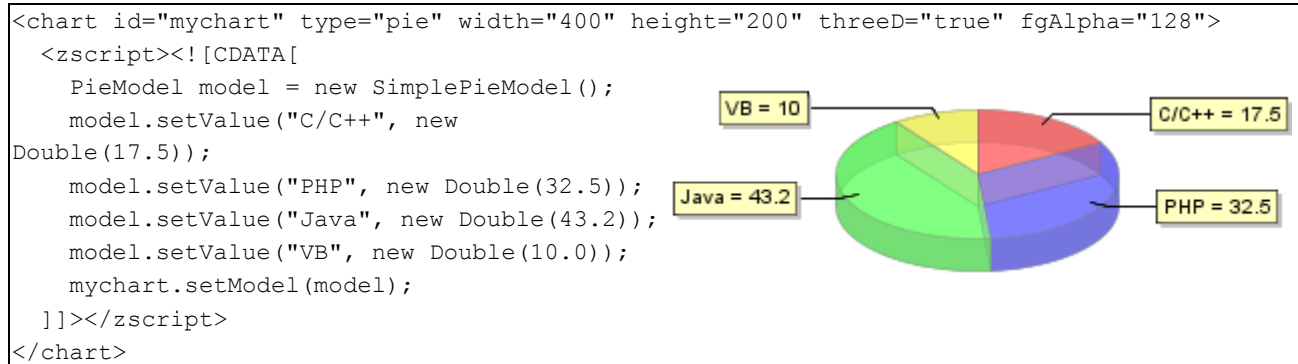 <chart id="mychart" type="pie" width="400" height="200" threeD="true" fgAlpha="128">
  <zscript><![CDATA[
    PieModel model = new SimplePieModel();
    model.setValue("C/C++", new
Double(17.5));
    model.setValue("PHP", new Double(32.5));
    model.setValue("Java", new Double(43.2));
    model.setValue("VB", new Double(10.0));
    mychart.setModel(model);
  ]]></zscript>
</chart>
VB = 10
C/C++ = 17.5
Java = 43.2
PHP = 32.5